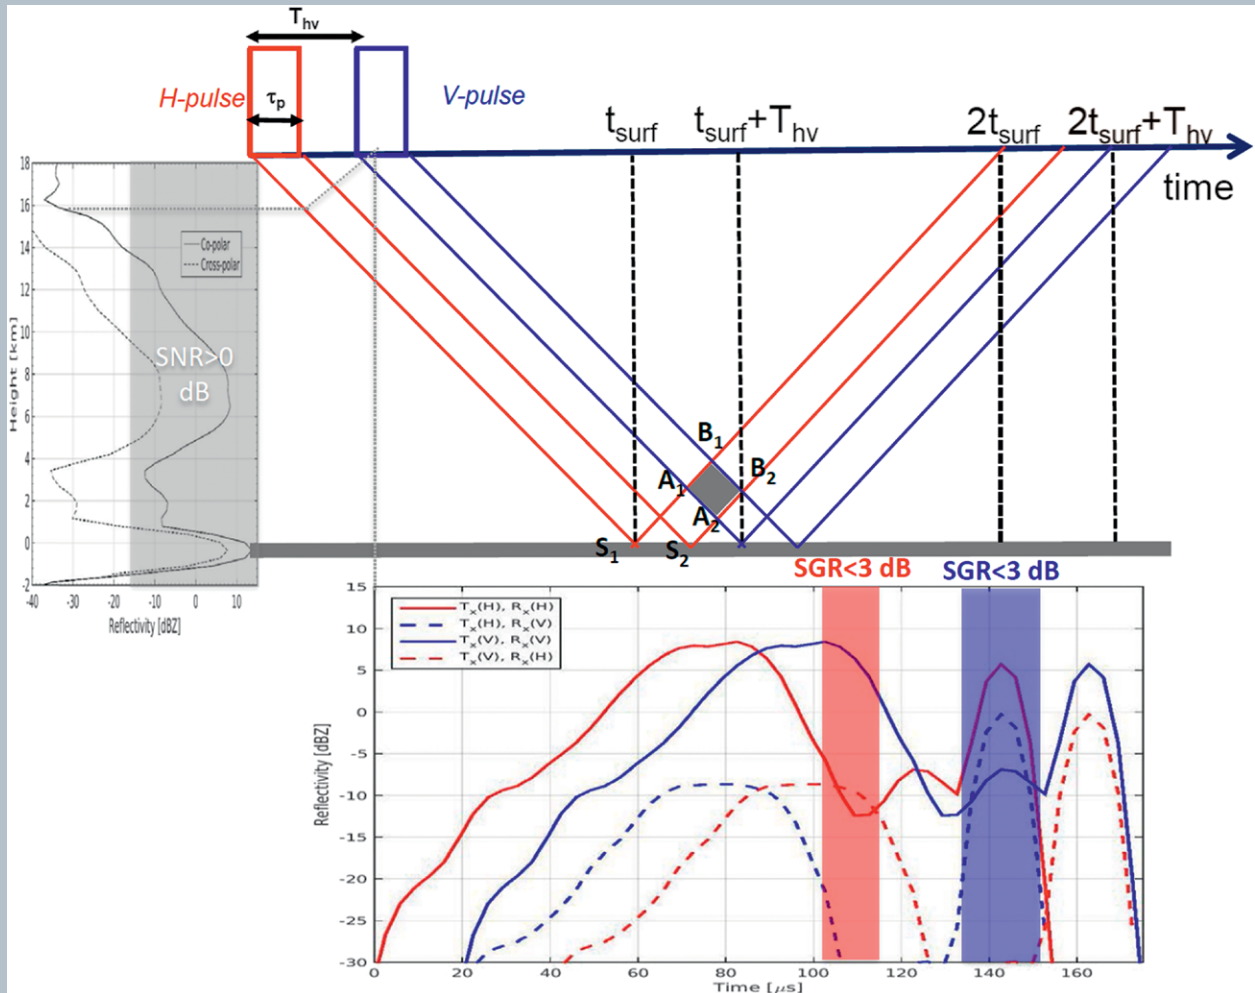 T_hv
H-pulse
τ_p
V-pulse
t_surf
t_surf+T_hv
2t_surf
2t_surf+T_hv
time
18
16
14
12
10
8
6
4
2
0
-2
Height [km]
Co-polar
Cross-polar
SNR>0
dB
-40 -30 -20 -10 0 10
Reflectivity [dBZ]
B_1
A_1
B_2
A_2
S_1
S_2
SGR<3 dB
SGR<3 dB
T_x(H), R_x(H)
T_x(H), R_x(V)
T_x(V), R_x(V)
T_x(V), R_x(H)
15
10
5
0
-5
-10
-15
-20
-25
-30
Reflectivity [dBZ]
0 20 40 60 80 100 120 140 160
Time [μs]